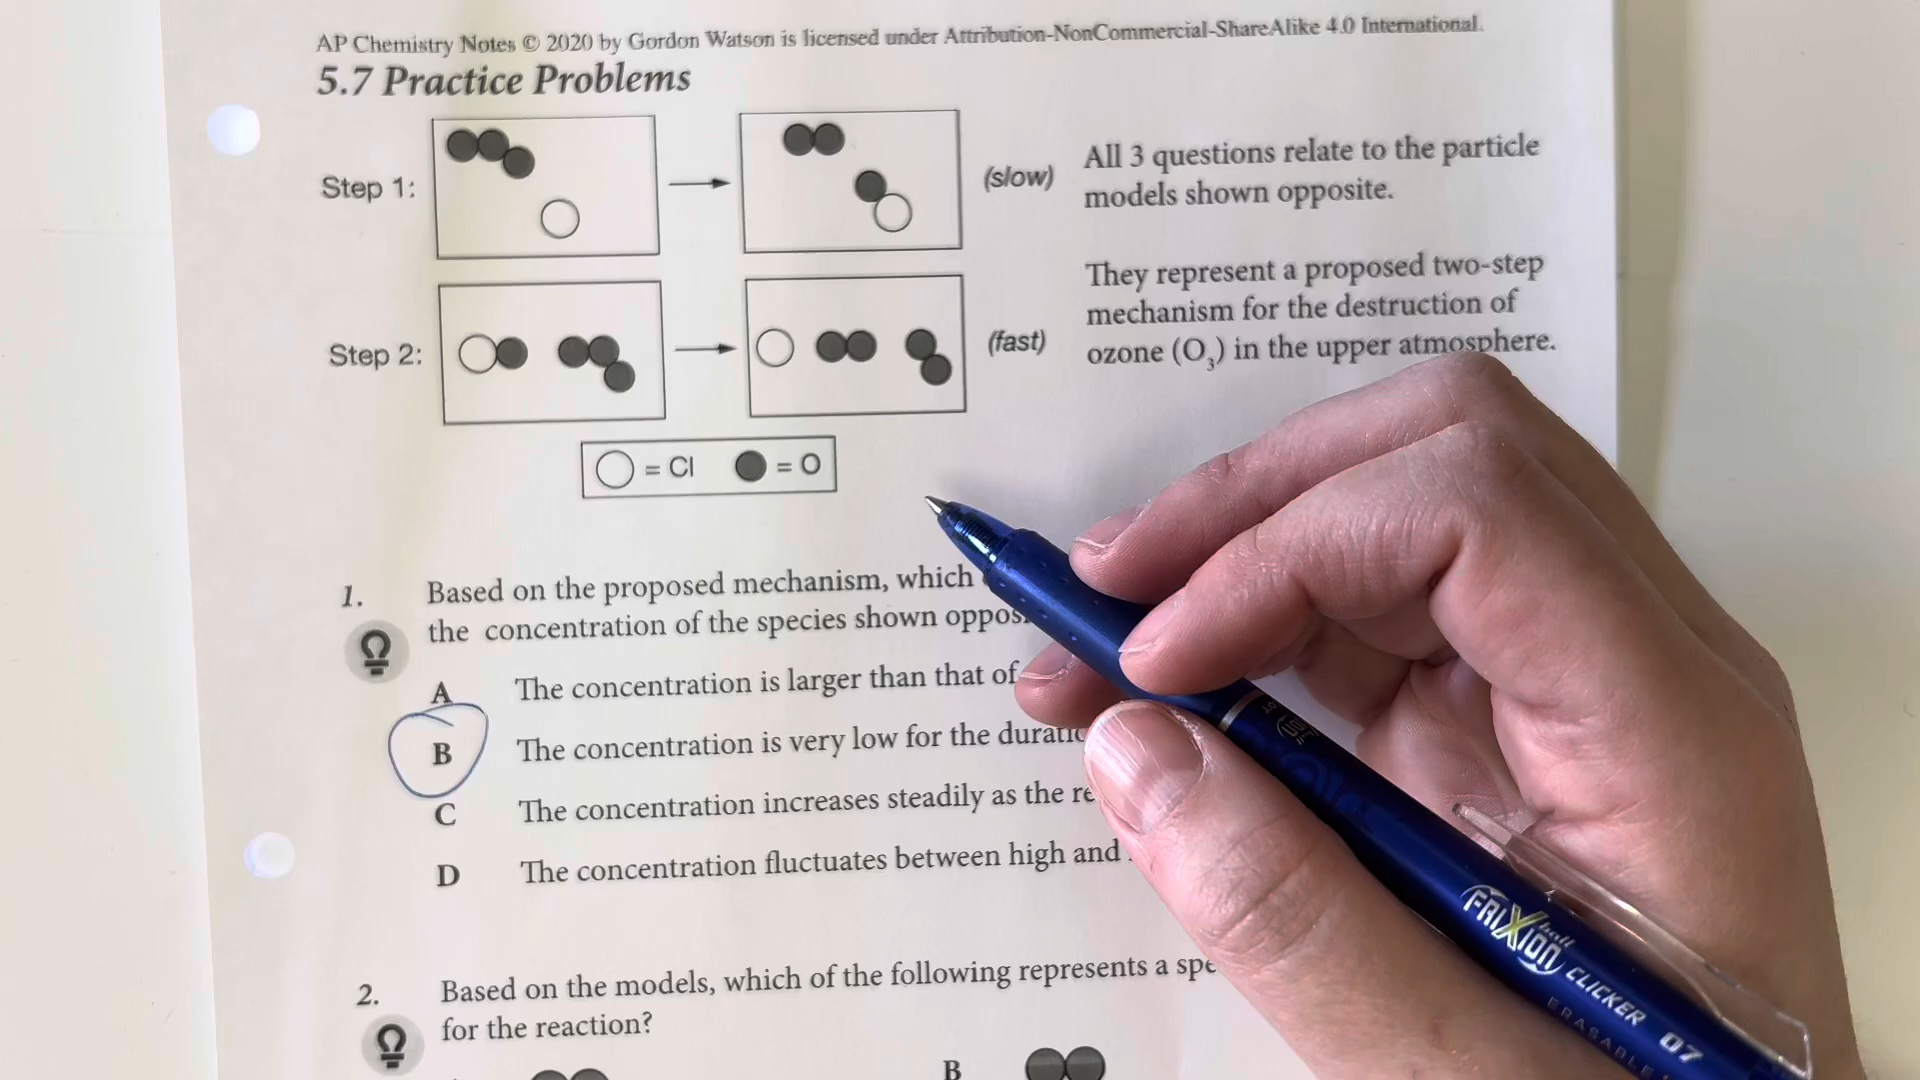 AP Chemistry Notes © 2020 by Gordon Watson is licensed under Attribution-NonCommercial-ShareAlike 4.0 International.
5.7 Practice Problems
Step 1:
(slow)
All 3 questions relate to the particle
models shown opposite.
Step 2:
(fast)
They represent a proposed two-step
mechanism for the destruction of
ozone (O₃) in the upper atmosphere.
= Cl = O
1. Based on the proposed mechanism, which
the concentration of the species shown
A The concentration is larger than that of
B The concentration is very low for the
C The concentration increases steadily as the
D The concentration fluctuates between high and
2. Based on the models, which of the following represents a
for the reaction?
B
FRIXION ball CLICKER 07